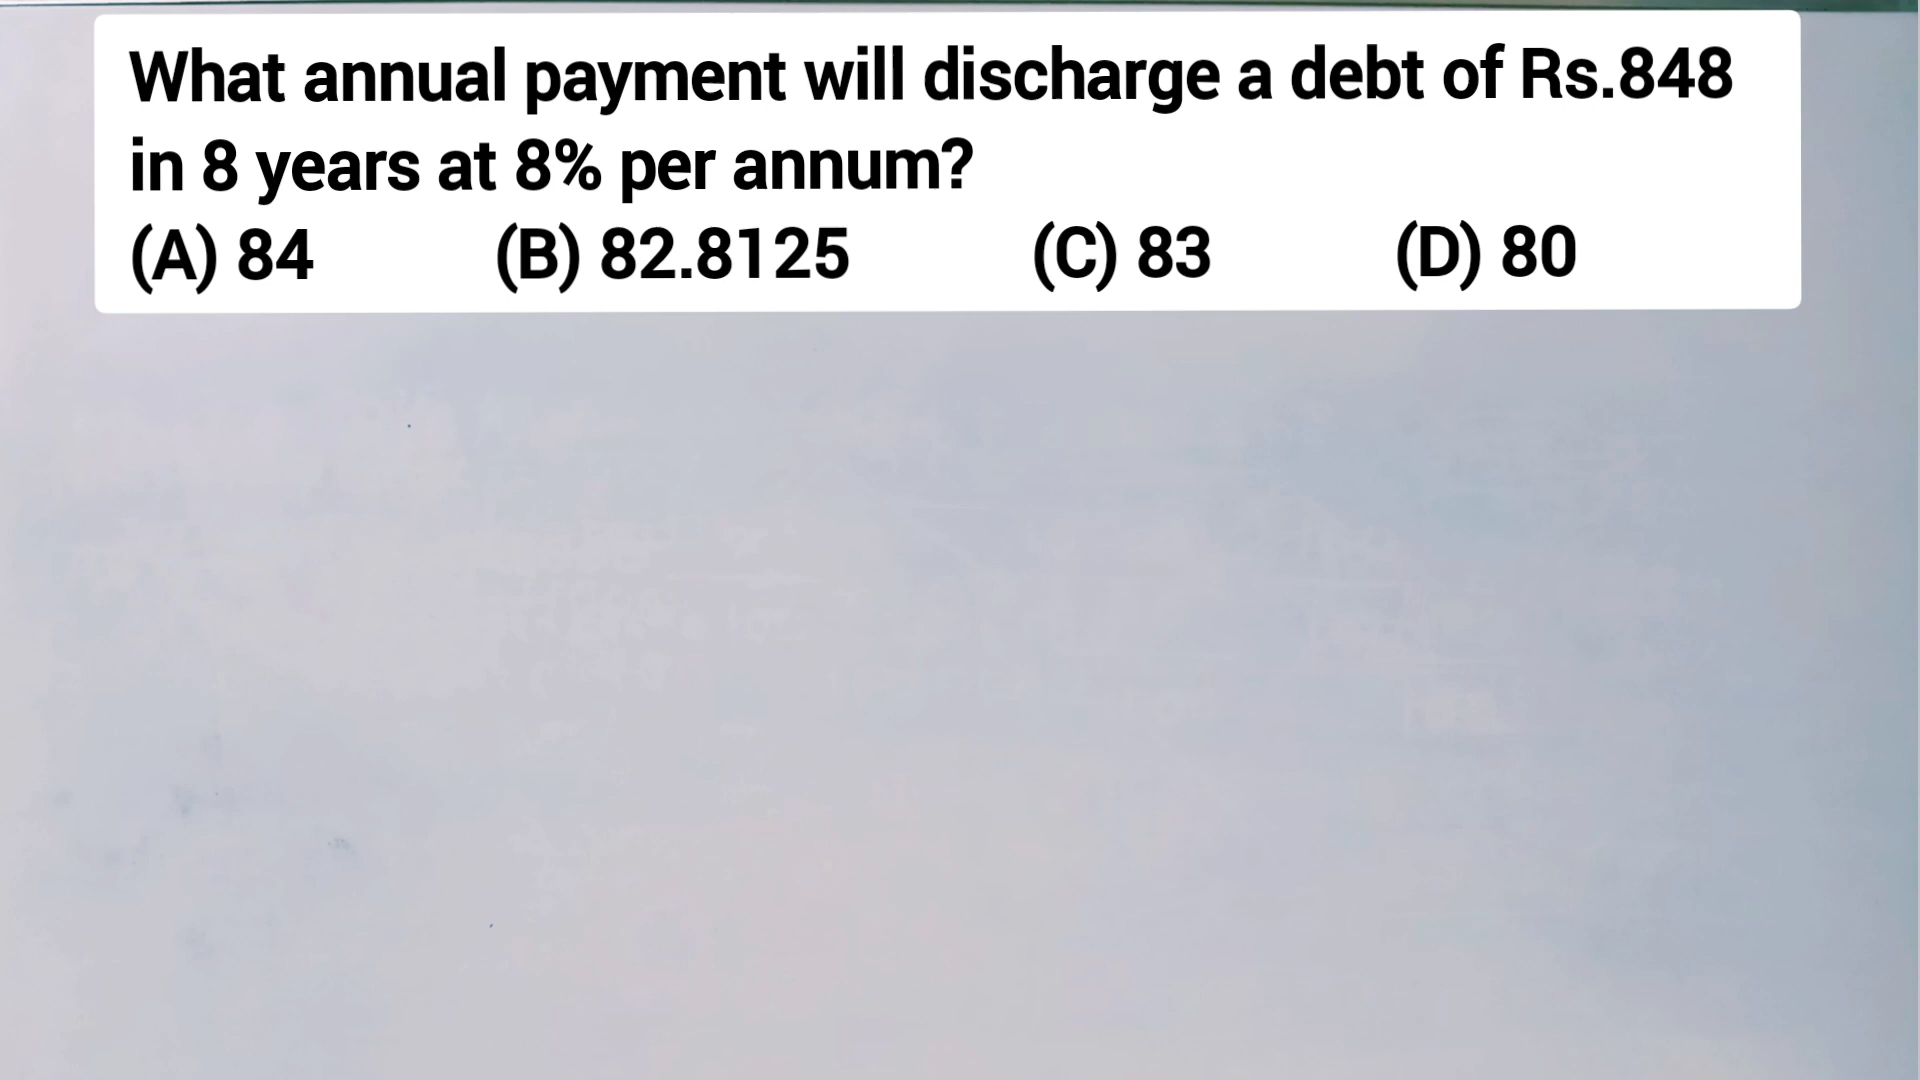 What annual payment will discharge a debt of Rs.848
in 8 years at 8% per annum?
(A) 84 (B) 82.8125 (C) 83 (D) 80